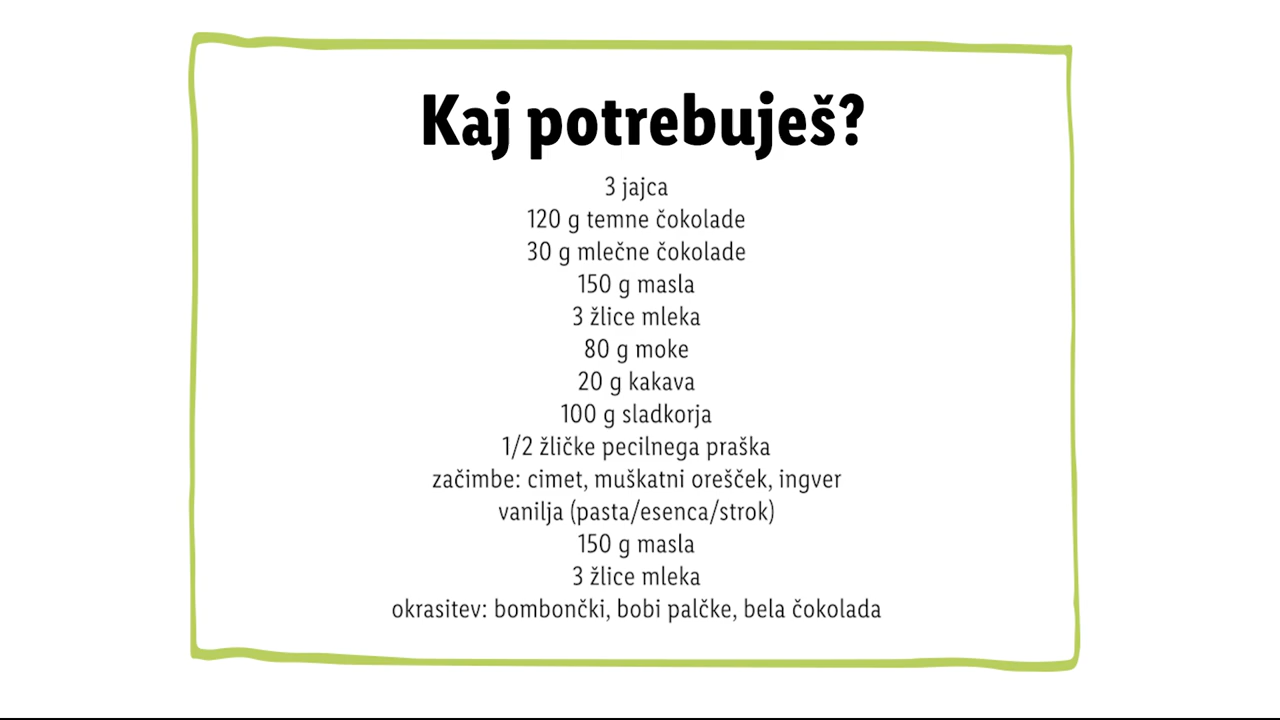 Kaj potrebuješ?
3 jajca
120 g temne čokolade
30 g mlečne čokolade
150 g masla
3 žlice mleka
80 g moke
20 g kakava
100 g sladkorja
1/2 žličke pecilnega praška
začimbe: cimet, muškatni orešček, ingver
vanilja (pasta/esenca/strok)
150 g masla
3 žlice mleka
okrasitev: bombončki, bobi palčke, bela čokolada